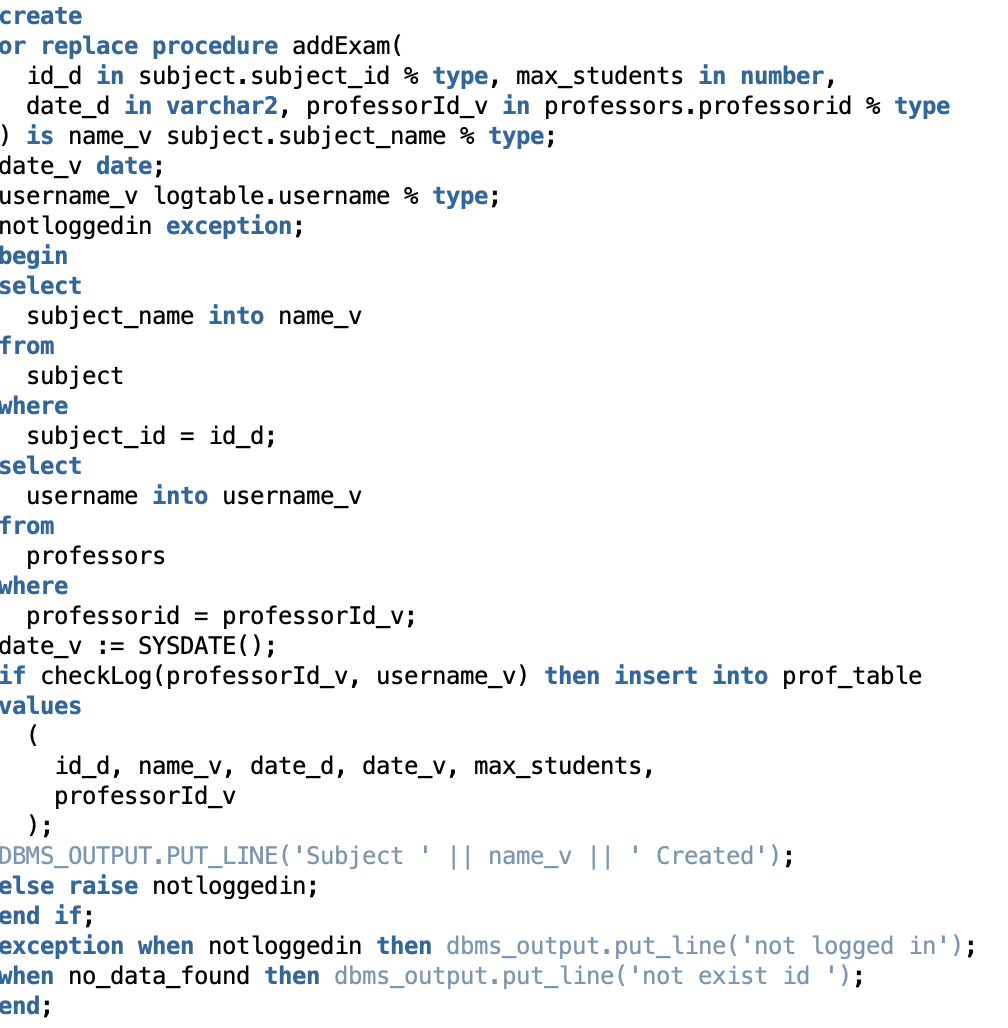 create
or replace procedure addExam(
id_d in subject.subject_id % type, max_students in number,
date_d in varchar2, professorId_v in professors.professorid % type
) is name_v subject.subject_name % type;
date_v date;
username_v logtable.username % type;
notloggedin exception;
begin
select
subject_name into name_v
from
subject
where
subject_id = id_d;
select
username into username_v
from
professors
where
professorid = professorId_v;
date_v := SYSDATE();
if checkLog(professorId_v, username_v) then insert into prof_table
values
(
id_d, name_v, date_d, date_v, max_students,
professorId_v
);
DBMS_OUTPUT.PUT_LINE('Subject ' || name_v || ' Created');
else raise notloggedin;
end if;
exception when notloggedin then dbms_output.put_line('not logged in');
when no_data_found then dbms_output.put_line('not exist id ');
end;